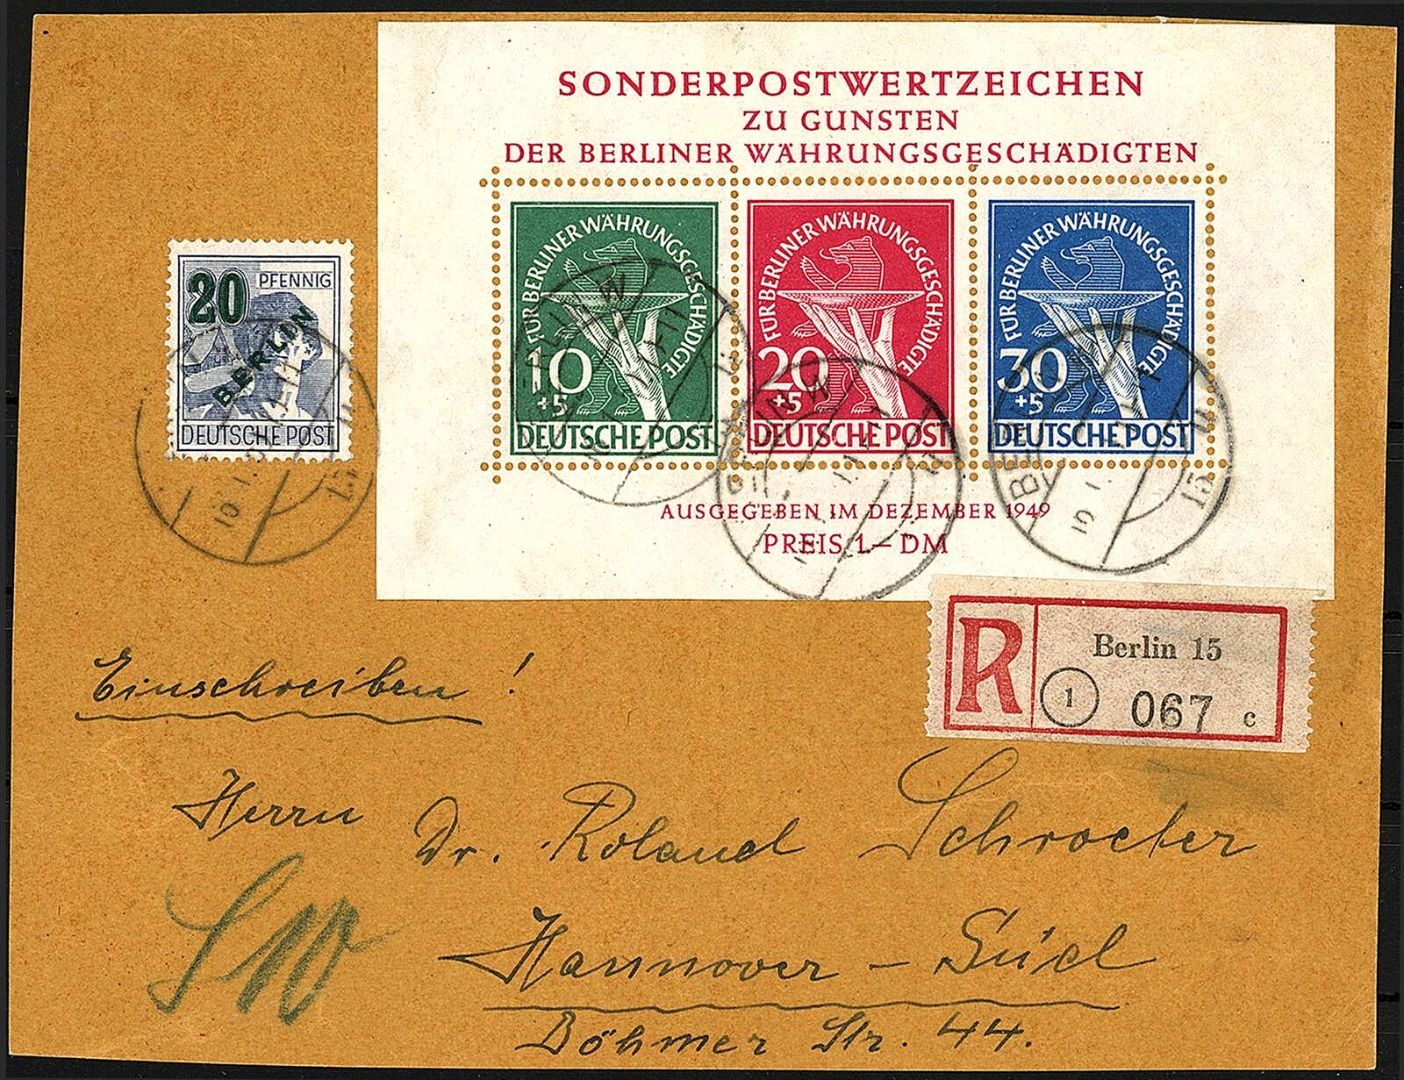 SONDERPOSTWERTZEICHEN
ZU GUNSTEN
DER BERLINER WÄHRUNGSGESCHÄDIGTEN
20 PFENNIG
BERLIN
DEUTSCHE POST
FÜR BERLINER WÄHRUNGSGESCHÄDIGTE
10
+5
DEUTSCHE POST
FÜR BERLINER WÄHRUNGSGESCHÄDIGTE
20
+5
DEUTSCHE POST
FÜR BERLINER WÄHRUNGSGESCHÄDIGTE
30
+5
DEUTSCHE POST
AUSGEGEBEN IM DEZEMBER 1949
PREIS 1.— DM
R
Berlin 15
1
067 c
Einschreiben!
Herrn Dr. Roland Schroeter
Hannover - Süd
Böhmer Str. 44.